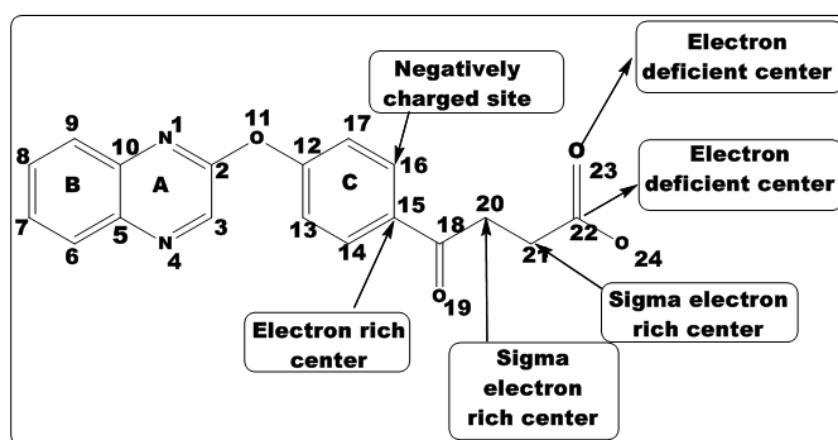 Electron
deficient center
Negatively
charged site
11
O
9
10
N
1
12
17
O
23
8
B
A
2
C
16
Electron
deficient center
7
5
3
13
15
20
22
O
24
6
N
4
14
18
21
O
19
Electron rich
center
Sigma electron
rich center
Sigma
electron
rich center